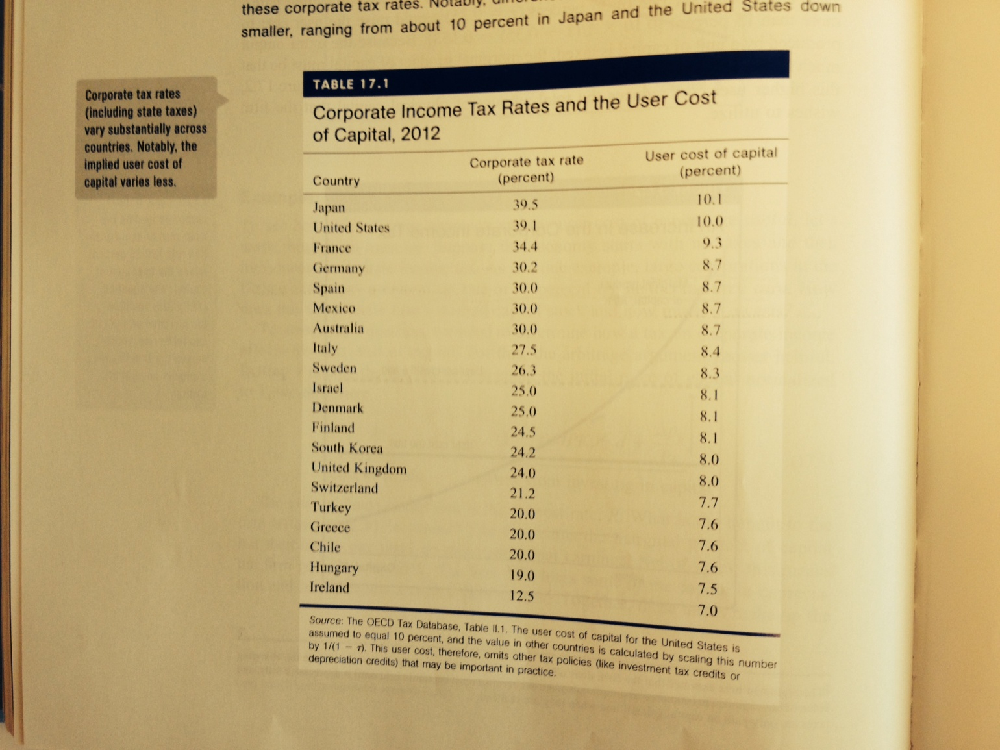 these corporate tax rates. Notably,
smaller, ranging from about 10 percent in Japan and the United States down
Corporate tax rates
(including state taxes)
vary substantially across
countries. Notably, the
implied user cost of
capital varies less.
TABLE 17.1
Corporate Income Tax Rates and the User Cost
of Capital, 2012
Country Corporate tax rate (percent) User cost of capital (percent)
Japan 39.5 10.1
United States 39.1 10.0
France 34.4 9.3
Germany 30.2 8.7
Spain 30.0 8.7
Mexico 30.0 8.7
Australia 30.0 8.7
Italy 27.5 8.4
Sweden 26.3 8.3
Israel 25.0 8.1
Denmark 25.0 8.1
Finland 24.5 8.1
South Korea 24.2 8.0
United Kingdom 24.0 8.0
Switzerland 21.2 7.7
Turkey 20.0 7.6
Greece 20.0 7.6
Chile 20.0 7.6
Hungary 19.0 7.5
Ireland 12.5 7.0
Source: The OECD Tax Database, Table II.1. The user cost of capital for the United States is
assumed to equal 10 percent, and the value in other countries is calculated by scaling this number
by 1/(1 − τ). This user cost, therefore, omits other tax policies (like investment tax credits or
depreciation credits) that may be important in practice.